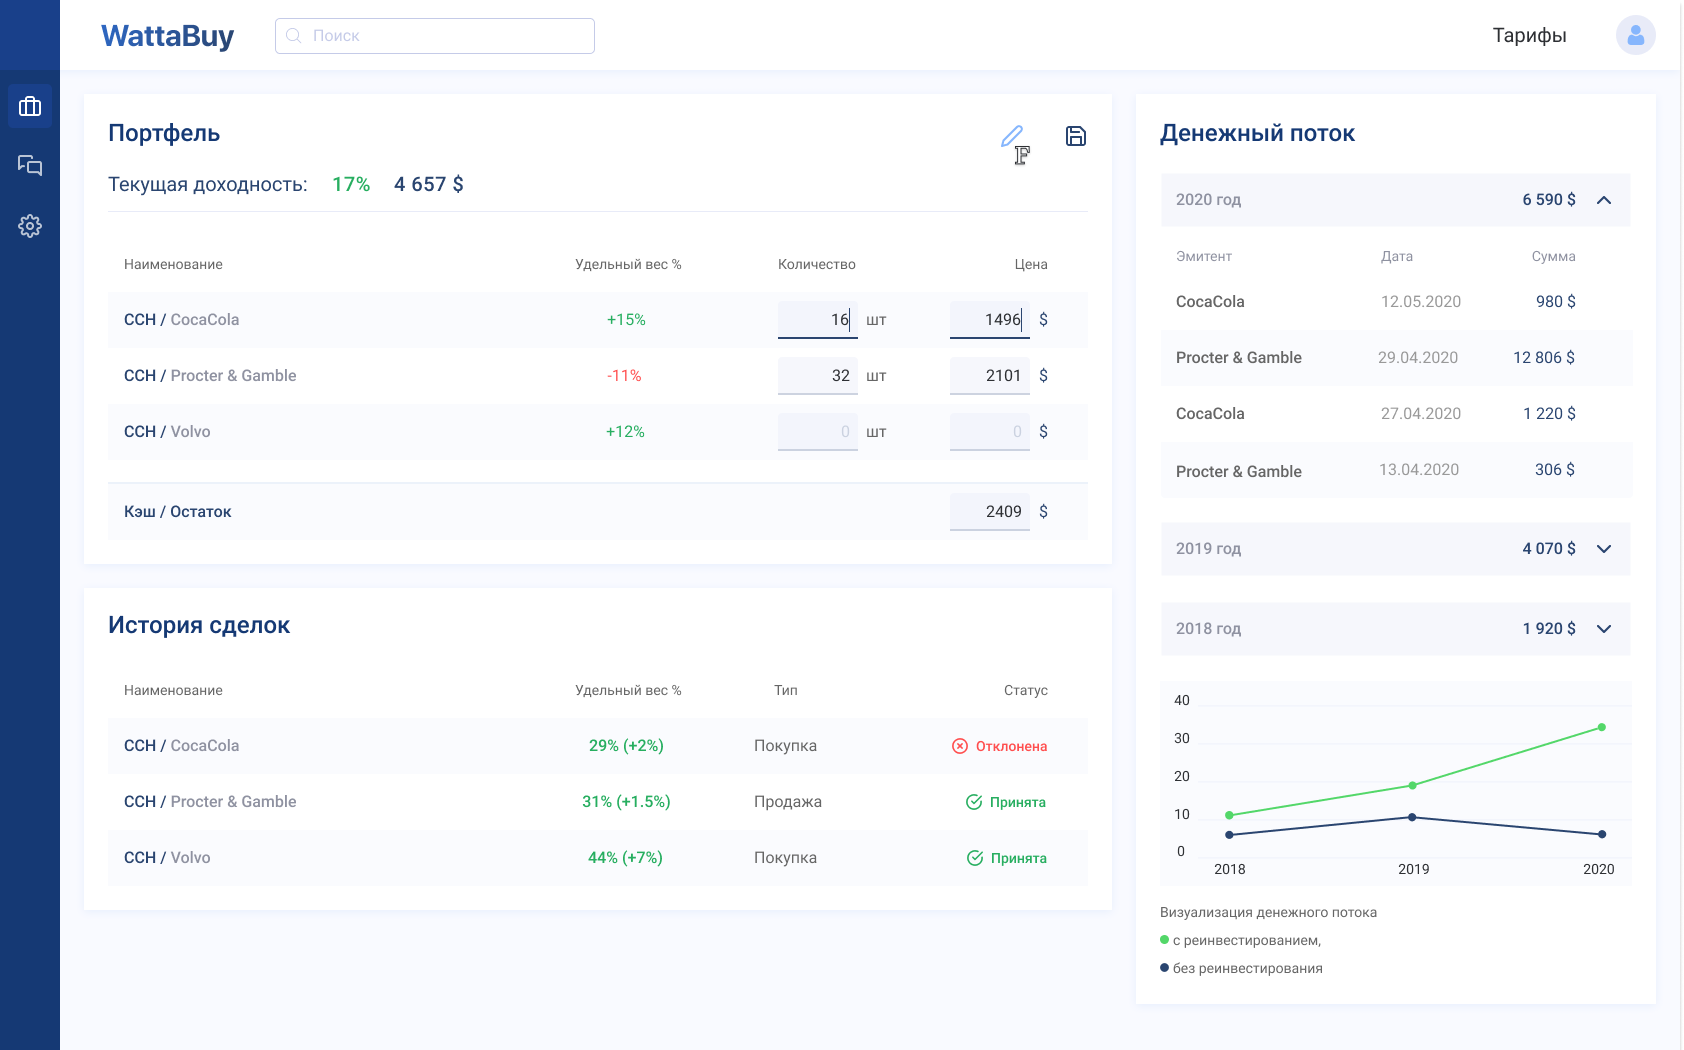 WattaBuy
Поиск
Тарифы
Портфель
Текущая доходность: 17% 4 657 $
Наименование Удельный вес % Количество Цена
ССН / CocaCola +15% 16 шт 1496 $
ССН / Procter & Gamble -11% 32 шт 2101 $
ССН / Volvo +12% 0 шт 0 $
Кэш / Остаток 2409 $
История сделок
Наименование Удельный вес % Тип Статус
ССН / CocaCola 29% (+2%) Покупка Отклонена
ССН / Procter & Gamble 31% (+1.5%) Продажа Принята
ССН / Volvo 44% (+7%) Покупка Принята
Денежный поток
2020 год 6 590 $
Эмитент Дата Сумма
CocaCola 12.05.2020 980 $
Procter & Gamble 29.04.2020 12 806 $
CocaCola 27.04.2020 1 220 $
Procter & Gamble 13.04.2020 306 $
2019 год 4 070 $
2018 год 1 920 $
40
30
20
10
0
2018 2019 2020
Визуализация денежного потока
с реинвестированием,
без реинвестирования